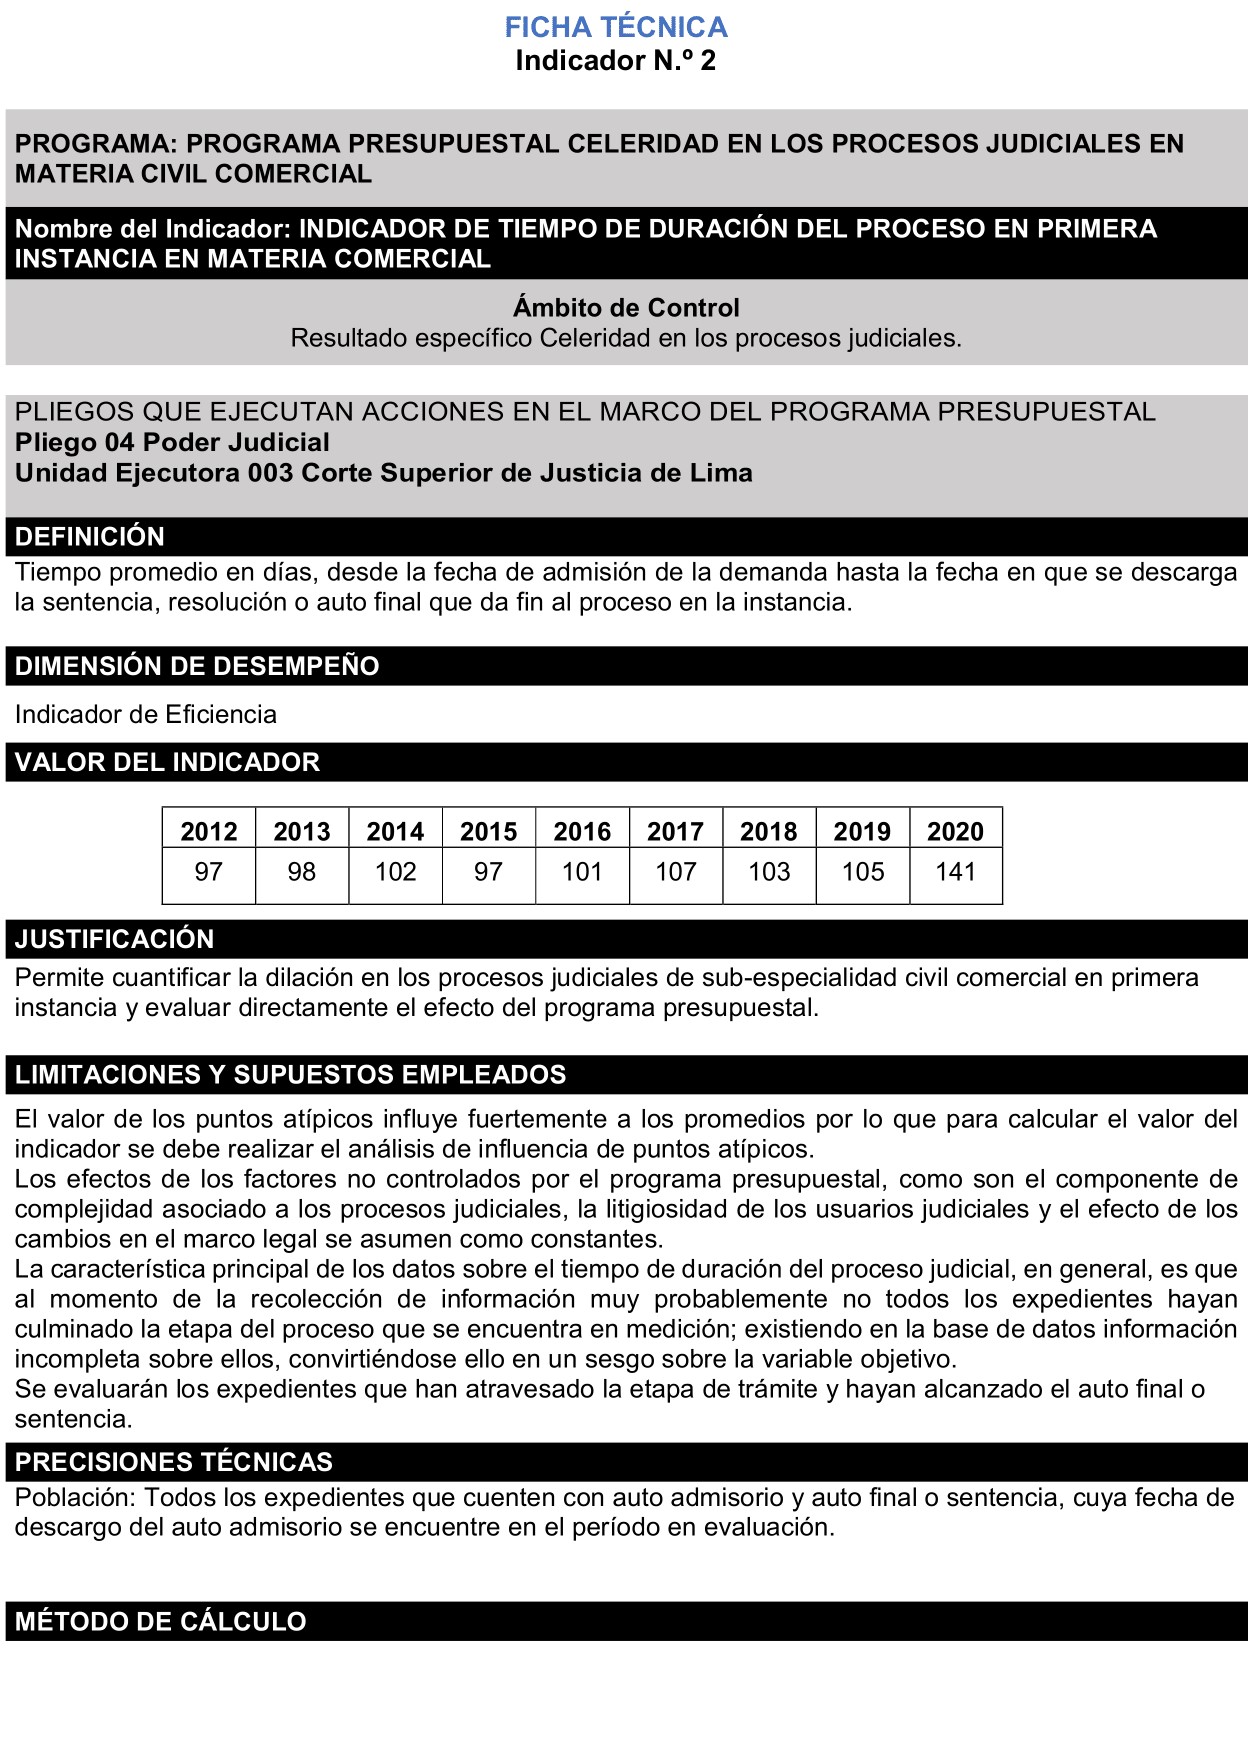 FICHA TÉCNICA
Indicador N.º 2
PROGRAMA: PROGRAMA PRESUPUESTAL CELERIDAD EN LOS PROCESOS JUDICIALES EN
MATERIA CIVIL COMERCIAL
Nombre del Indicador: INDICADOR DE TIEMPO DE DURACIÓN DEL PROCESO EN PRIMERA
INSTANCIA EN MATERIA COMERCIAL
Ámbito de Control
Resultado específico Celeridad en los procesos judiciales.
PLIEGOS QUE EJECUTAN ACCIONES EN EL MARCO DEL PROGRAMA PRESUPUESTAL
Pliego 04 Poder Judicial
Unidad Ejecutora 003 Corte Superior de Justicia de Lima
DEFINICIÓN
Tiempo promedio en días, desde la fecha de admisión de la demanda hasta la fecha en que se descarga
la sentencia, resolución o auto final que da fin al proceso en la instancia.
DIMENSIÓN DE DESEMPEÑO
Indicador de Eficiencia
VALOR DEL INDICADOR
2012 2013 2014 2015 2016 2017 2018 2019 2020
97 98 102 97 101 107 103 105 141
JUSTIFICACIÓN
Permite cuantificar la dilación en los procesos judiciales de sub-especialidad civil comercial en primera
instancia y evaluar directamente el efecto del programa presupuestal.
LIMITACIONES Y SUPUESTOS EMPLEADOS
El valor de los puntos atípicos influye fuertemente a los promedios por lo que para calcular el valor del
indicador se debe realizar el análisis de influencia de puntos atípicos.
Los efectos de los factores no controlados por el programa presupuestal, como son el componente de
complejidad asociado a los procesos judiciales, la litigiosidad de los usuarios judiciales y el efecto de los
cambios en el marco legal se asumen como constantes.
La característica principal de los datos sobre el tiempo de duración del proceso judicial, en general, es que
al momento de la recolección de información muy probablemente no todos los expedientes hayan
culminado la etapa del proceso que se encuentra en medición; existiendo en la base de datos información
incompleta sobre ellos, convirtiéndose ello en un sesgo sobre la variable objetivo.
Se evaluarán los expedientes que han atravesado la etapa de trámite y hayan alcanzado el auto final o
sentencia.
PRECISIONES TÉCNICAS
Población: Todos los expedientes que cuenten con auto admisorio y auto final o sentencia, cuya fecha de
descargo del auto admisorio se encuentre en el período en evaluación.
MÉTODO DE CÁLCULO